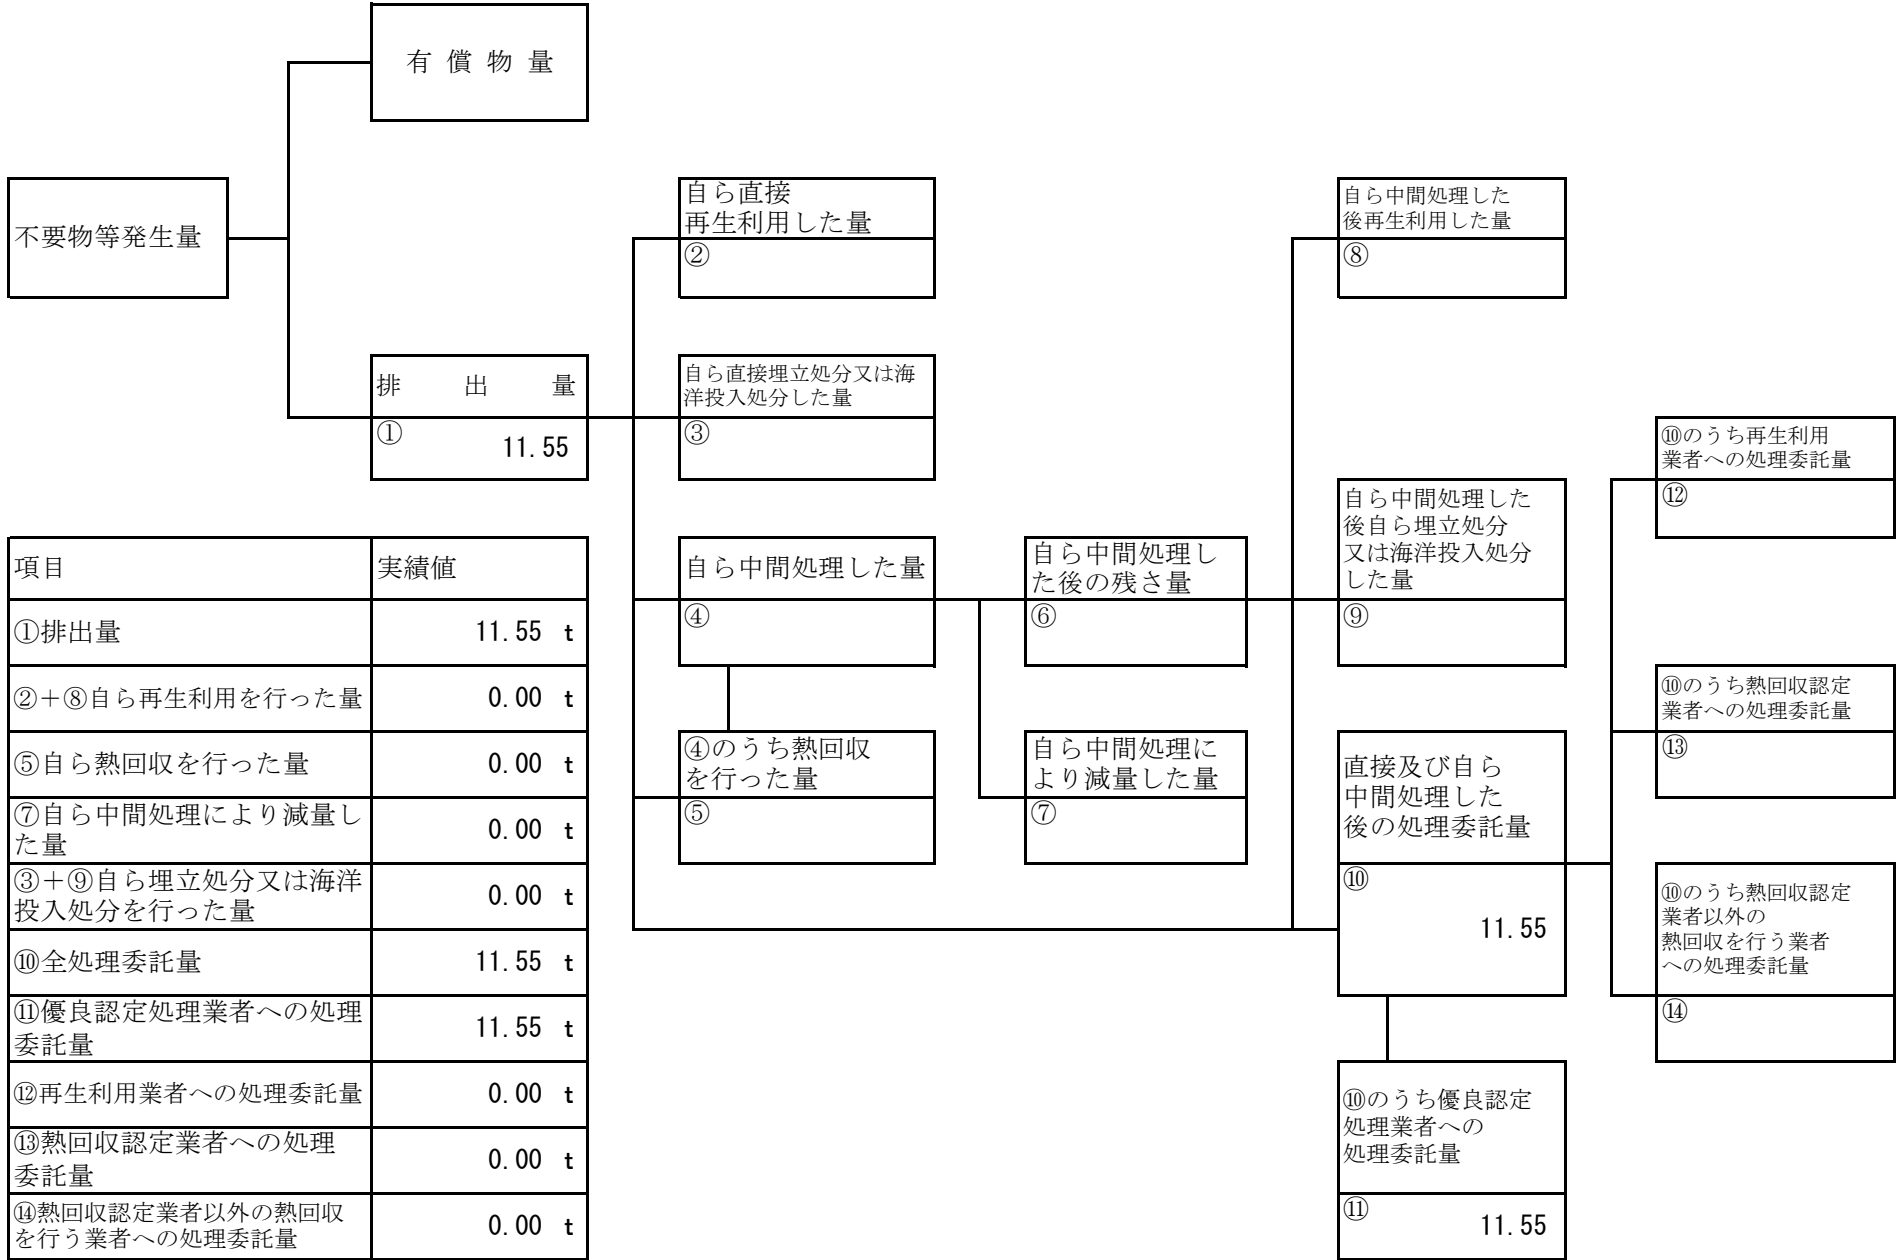 有償物量
不要物等発生量
排出量
①
11.55
自ら直接
再生利用した量
②
自ら直接埋立処分又は海
洋投入処分した量
③
自ら中間処理した量
④
④のうち熱回収
を行った量
⑤
自ら中間処理し
た後の残さ量
⑥
自ら中間処理に
より減量した量
⑦
自ら中間処理した
後再生利用した量
⑧
自ら中間処理した
後自ら埋立処分
又は海洋投入処分
した量
⑨
直接及び自ら
中間処理した
後の処理委託量
⑩
11.55
⑩のうち優良認定
処理業者への
処理委託量
⑪
11.55
⑩のうち再生利用
業者への処理委託量
⑫
⑩のうち熱回収認定
業者への処理委託量
⑬
⑩のうち熱回収認定
業者以外の
熱回収を行う業者
への処理委託量
⑭
項目 実績値
①排出量 11.55 t
②+⑧自ら再生利用を行った量 0.00 t
⑤自ら熱回収を行った量 0.00 t
⑦自ら中間処理により減量し
た量 0.00 t
③+⑨自ら埋立処分又は海洋
投入処分を行った量 0.00 t
⑩全処理委託量 11.55 t
⑪優良認定処理業者への処理
委託量 11.55 t
⑫再生利用業者への処理委託量 0.00 t
⑬熱回収認定業者への処理
委託量 0.00 t
⑭熱回収認定業者以外の熱回収
を行う業者への処理委託量 0.00 t